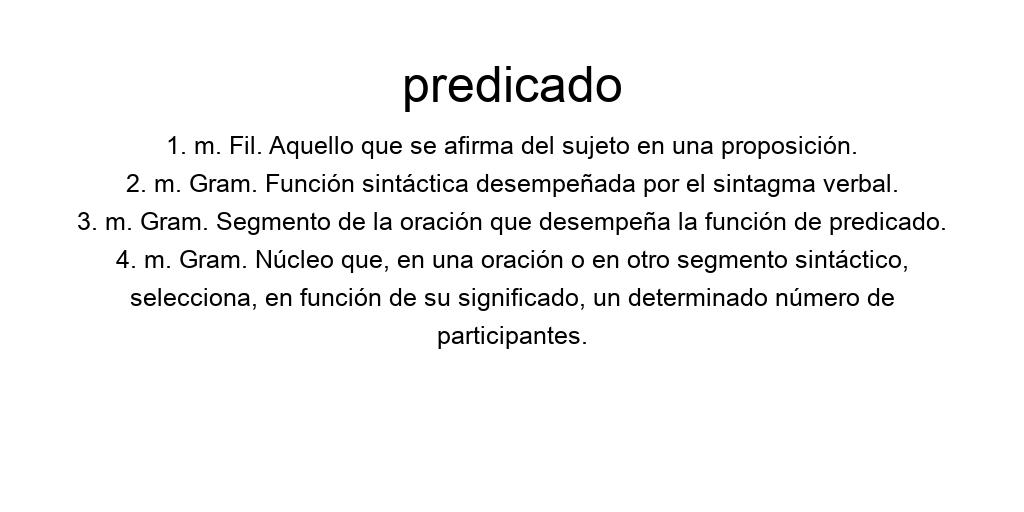 predicado
1. m. Fil. Aquello que se afirma del sujeto en una proposición.
2. m. Gram. Función sintáctica desempeñada por el sintagma verbal.
3. m. Gram. Segmento de la oración que desempeña la función de predicado.
4. m. Gram. Núcleo que, en una oración o en otro segmento sintáctico,
selecciona, en función de su significado, un determinado número de
participantes.